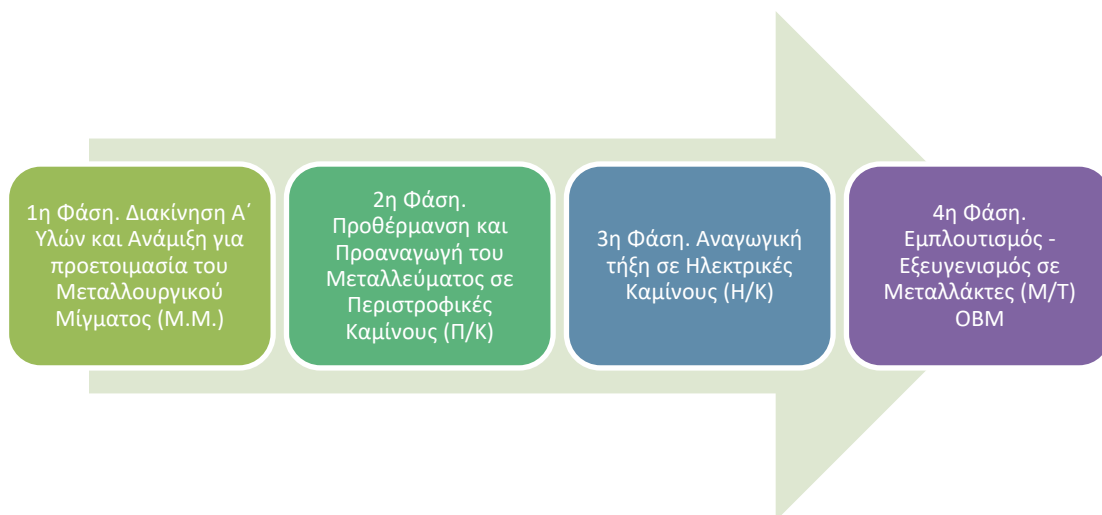 1η Φάση. Διακίνηση Α΄
Υλών και Ανάμιξη για
προετοιμασία του
Μεταλλουργικού
Μίγματος (Μ.Μ.)
2η Φάση.
Προθέρμανση και
Προαναγωγή του
Μεταλλεύματος σε
Περιστροφικές
Καμίνους (Π/Κ)
3η Φάση. Αναγωγική
τήξη σε Ηλεκτρικές
Καμίνους (Η/Κ)
4η Φάση.
Εμπλουτισμός -
Εξευγενισμός σε
Μεταλλάκτες (Μ/Τ)
OBM